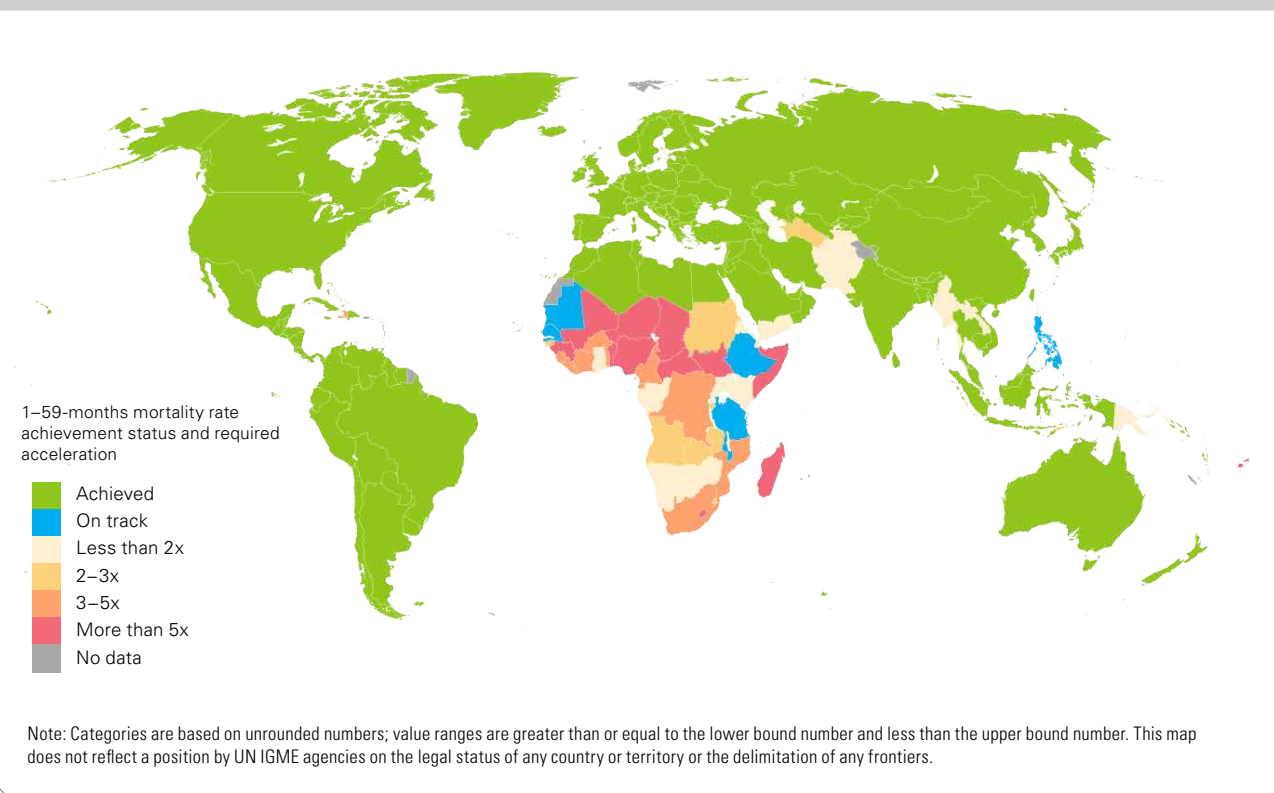 1–59-months mortality rate
achievement status and required
acceleration
Achieved
On track
Less than 2x
2–3x
3–5x
More than 5x
No data
Note: Categories are based on unrounded numbers; value ranges are greater than or equal to the lower bound number and less than the upper bound number. This map
does not reflect a position by UN IGME agencies on the legal status of any country or territory or the delimitation of any frontiers.